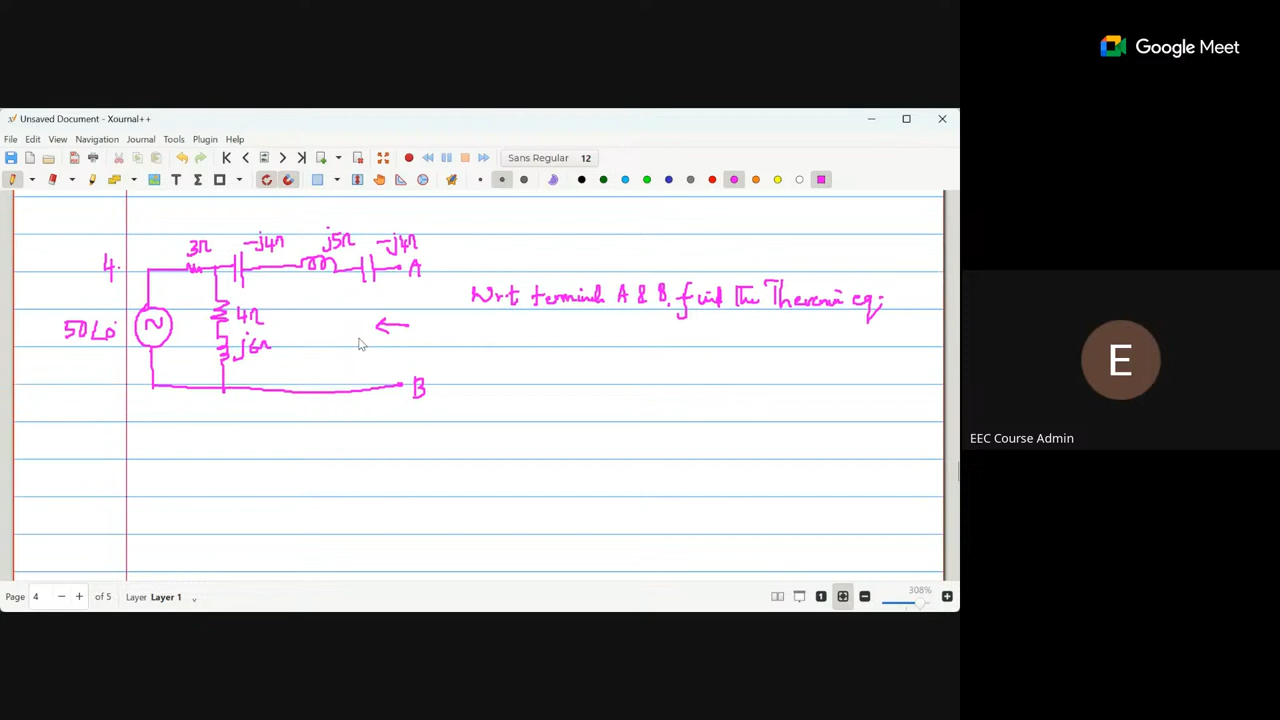 Google Meet
Unsaved Document - Xournal++
File Edit View Navigation Journal Tools Plugin Help
Sans Regular 12
4.
3Ω -j4Ω j5Ω -j4Ω
A
50∠0°
4Ω
j6Ω
B
W.r.t terminals A & B, find the Thevenin eq;
E
EEC Course Admin
Page 4 of 5 Layer Layer 1
308%